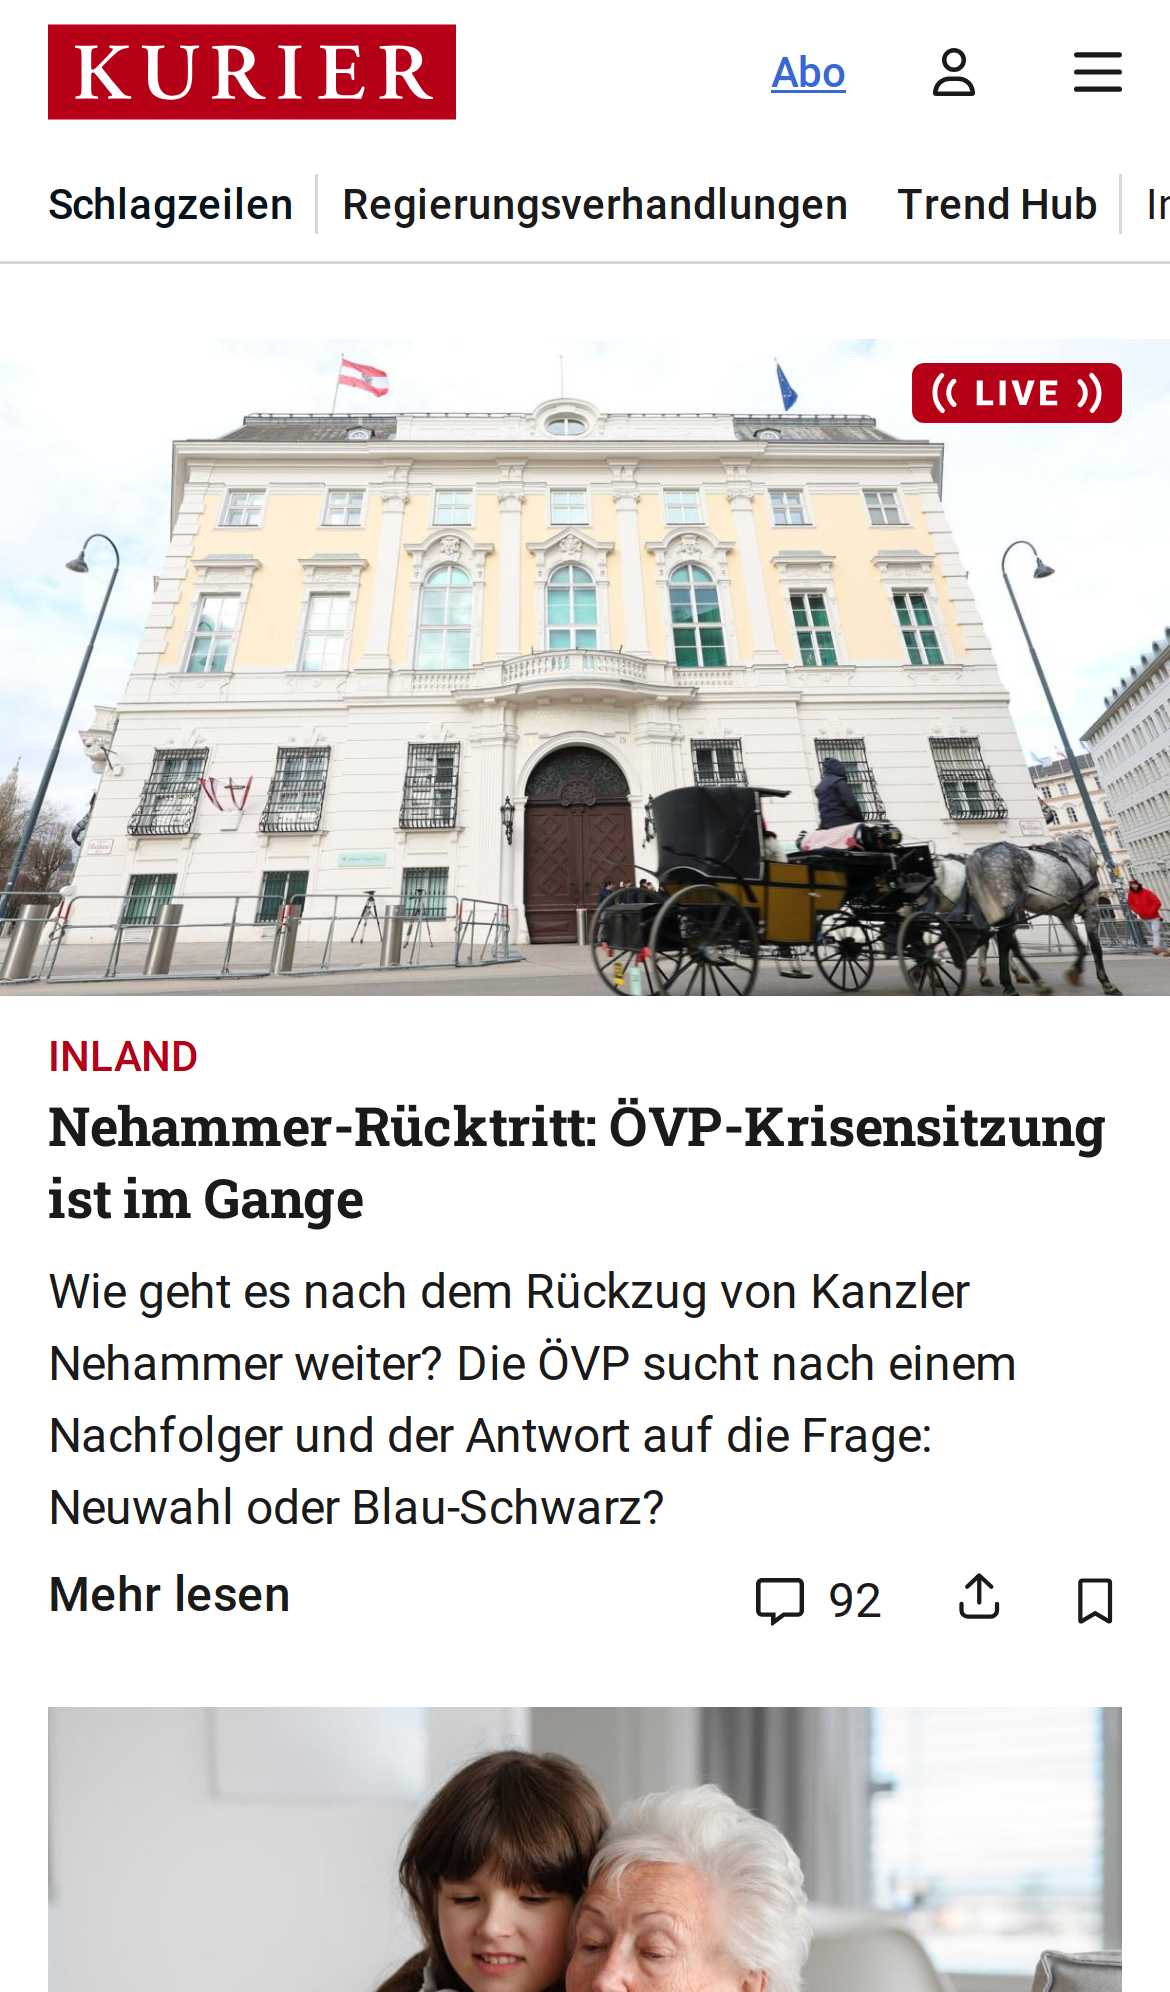 KURIER
Abo
Schlagzeilen
Regierungsverhandlungen
Trend Hub
LIVE
INLAND
Nehammer-Rücktritt: ÖVP-Krisensitzung
ist im Gange
Wie geht es nach dem Rückzug von Kanzler
Nehammer weiter? Die ÖVP sucht nach einem
Nachfolger und der Antwort auf die Frage:
Neuwahl oder Blau-Schwarz?
Mehr lesen
92